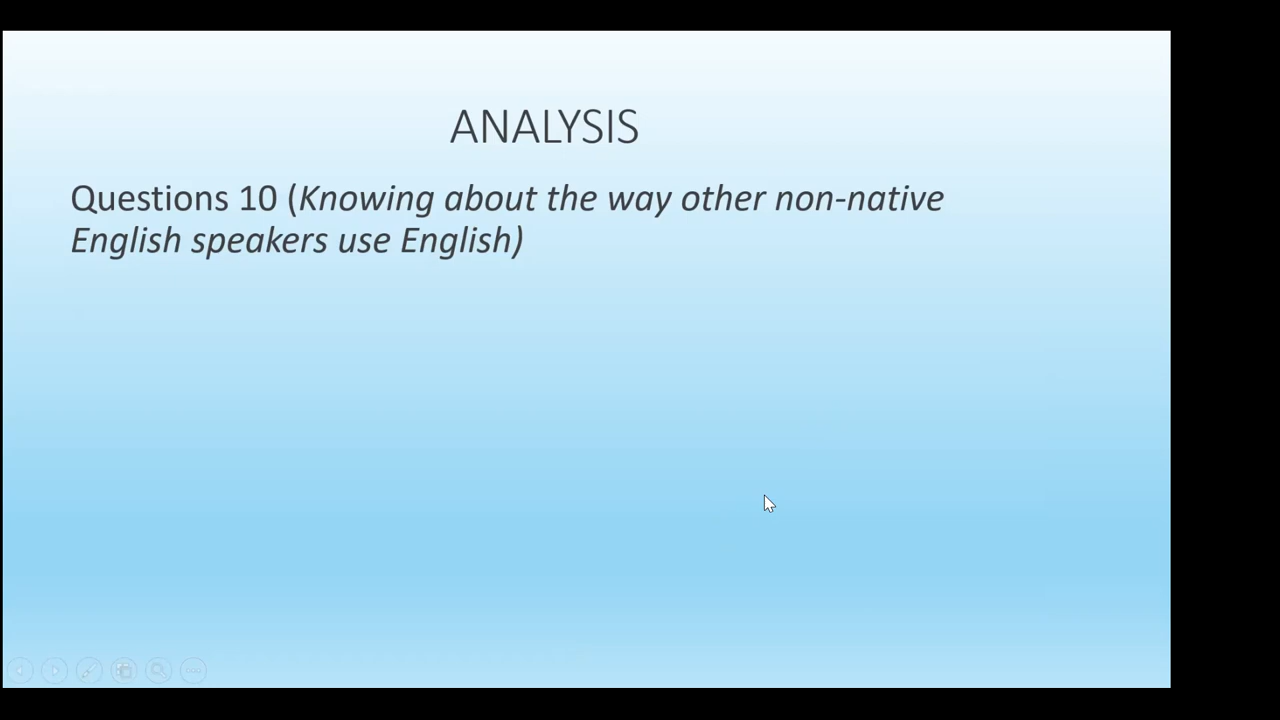 ANALYSIS
Questions 10 (Knowing about the way other non-native
English speakers use English)